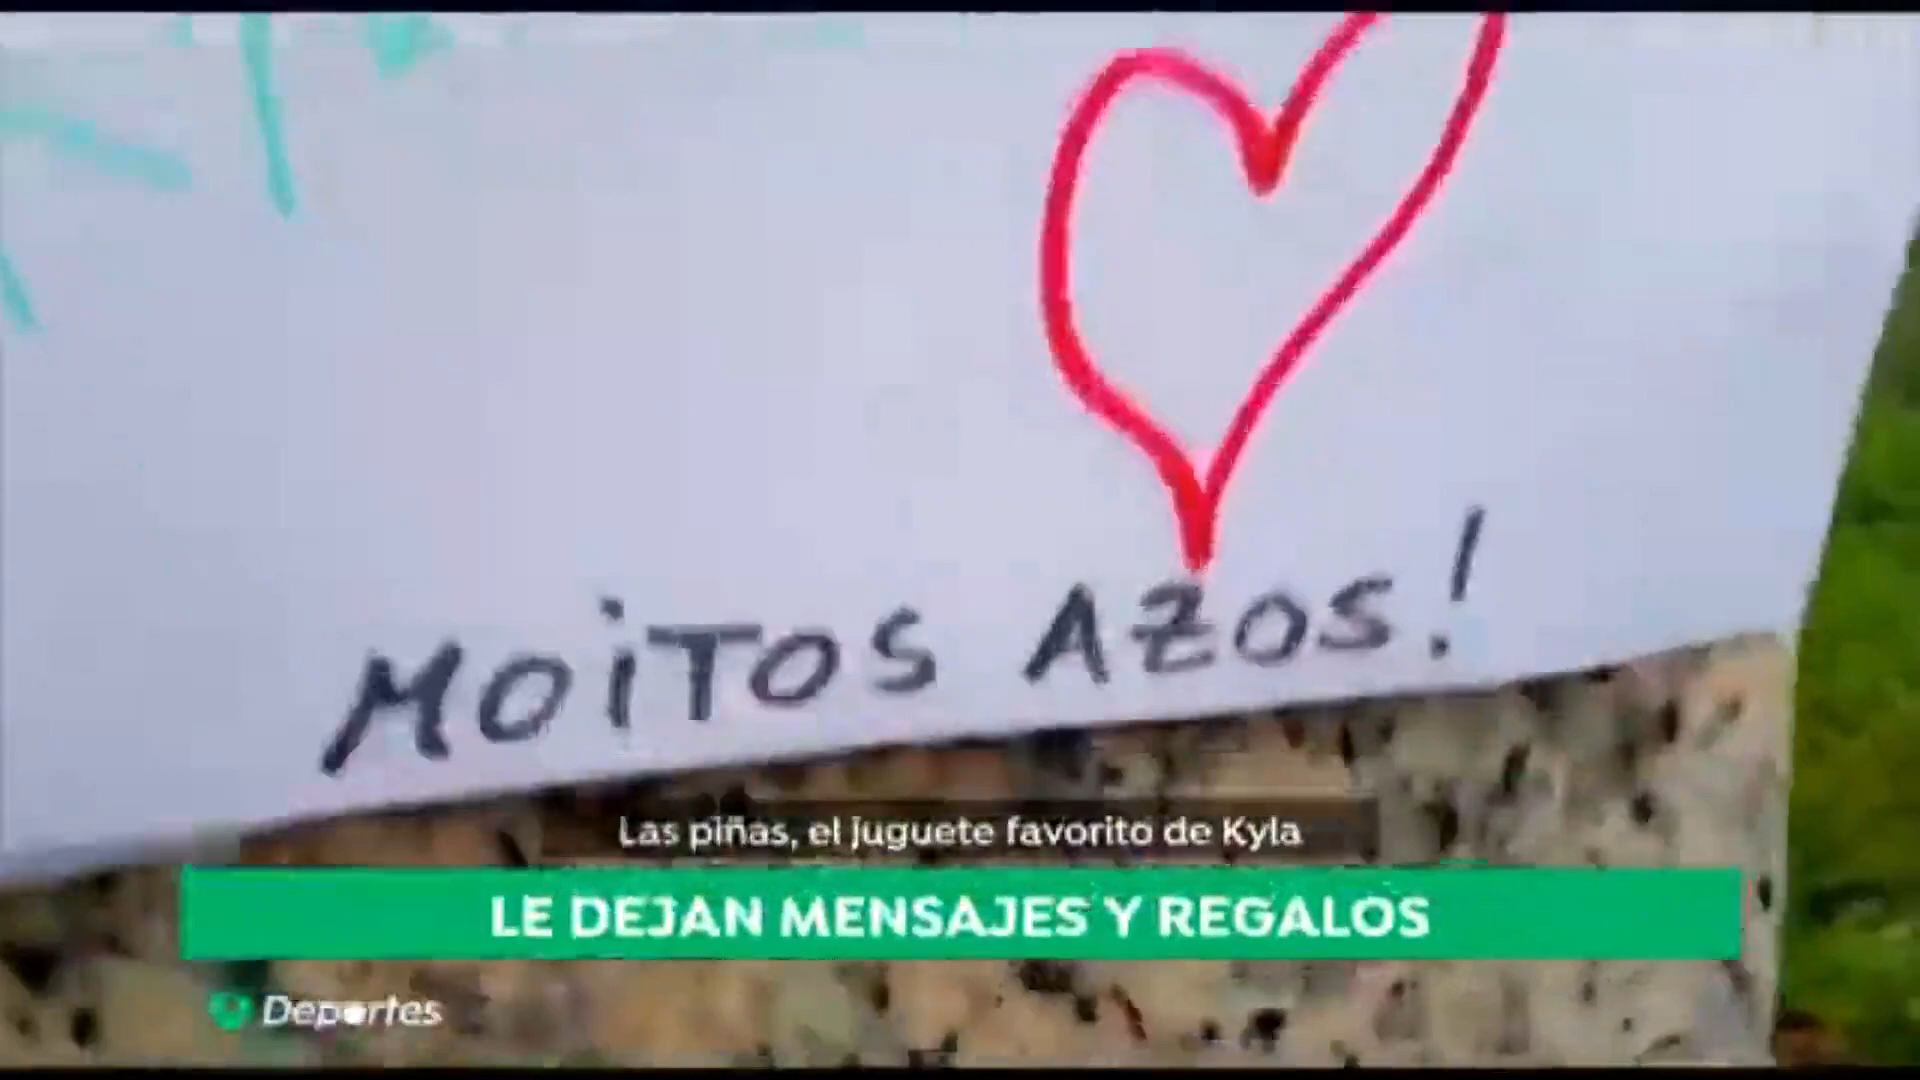 MOiTOS AZOS!
Las piñas, el juguete favorito de Kyla
LE DEJAN MENSAJES Y REGALOS
Deportes